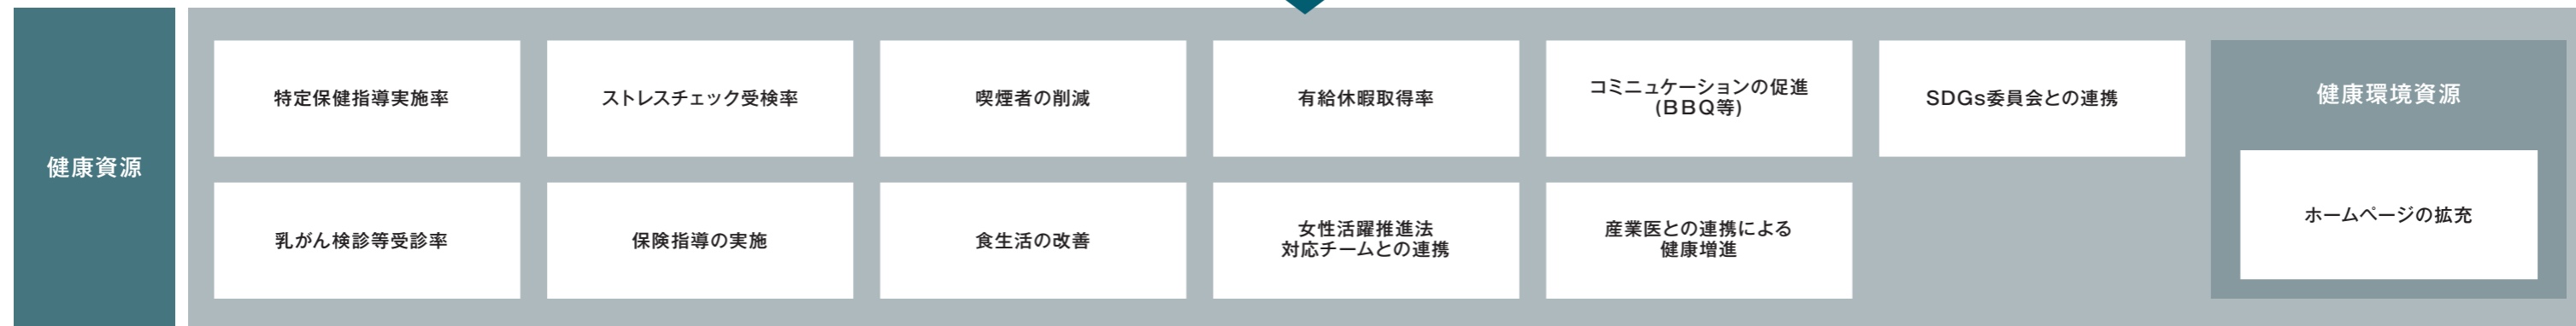 健康資源
特定保健指導実施率
ストレスチェック受検率
喫煙者の削減
有給休暇取得率
コミニュケーションの促進
(BBQ等)
SDGs委員会との連携
乳がん検診等受診率
保険指導の実施
食生活の改善
女性活躍推進法
対応チームとの連携
産業医との連携による
健康増進
健康環境資源
ホームページの拡充